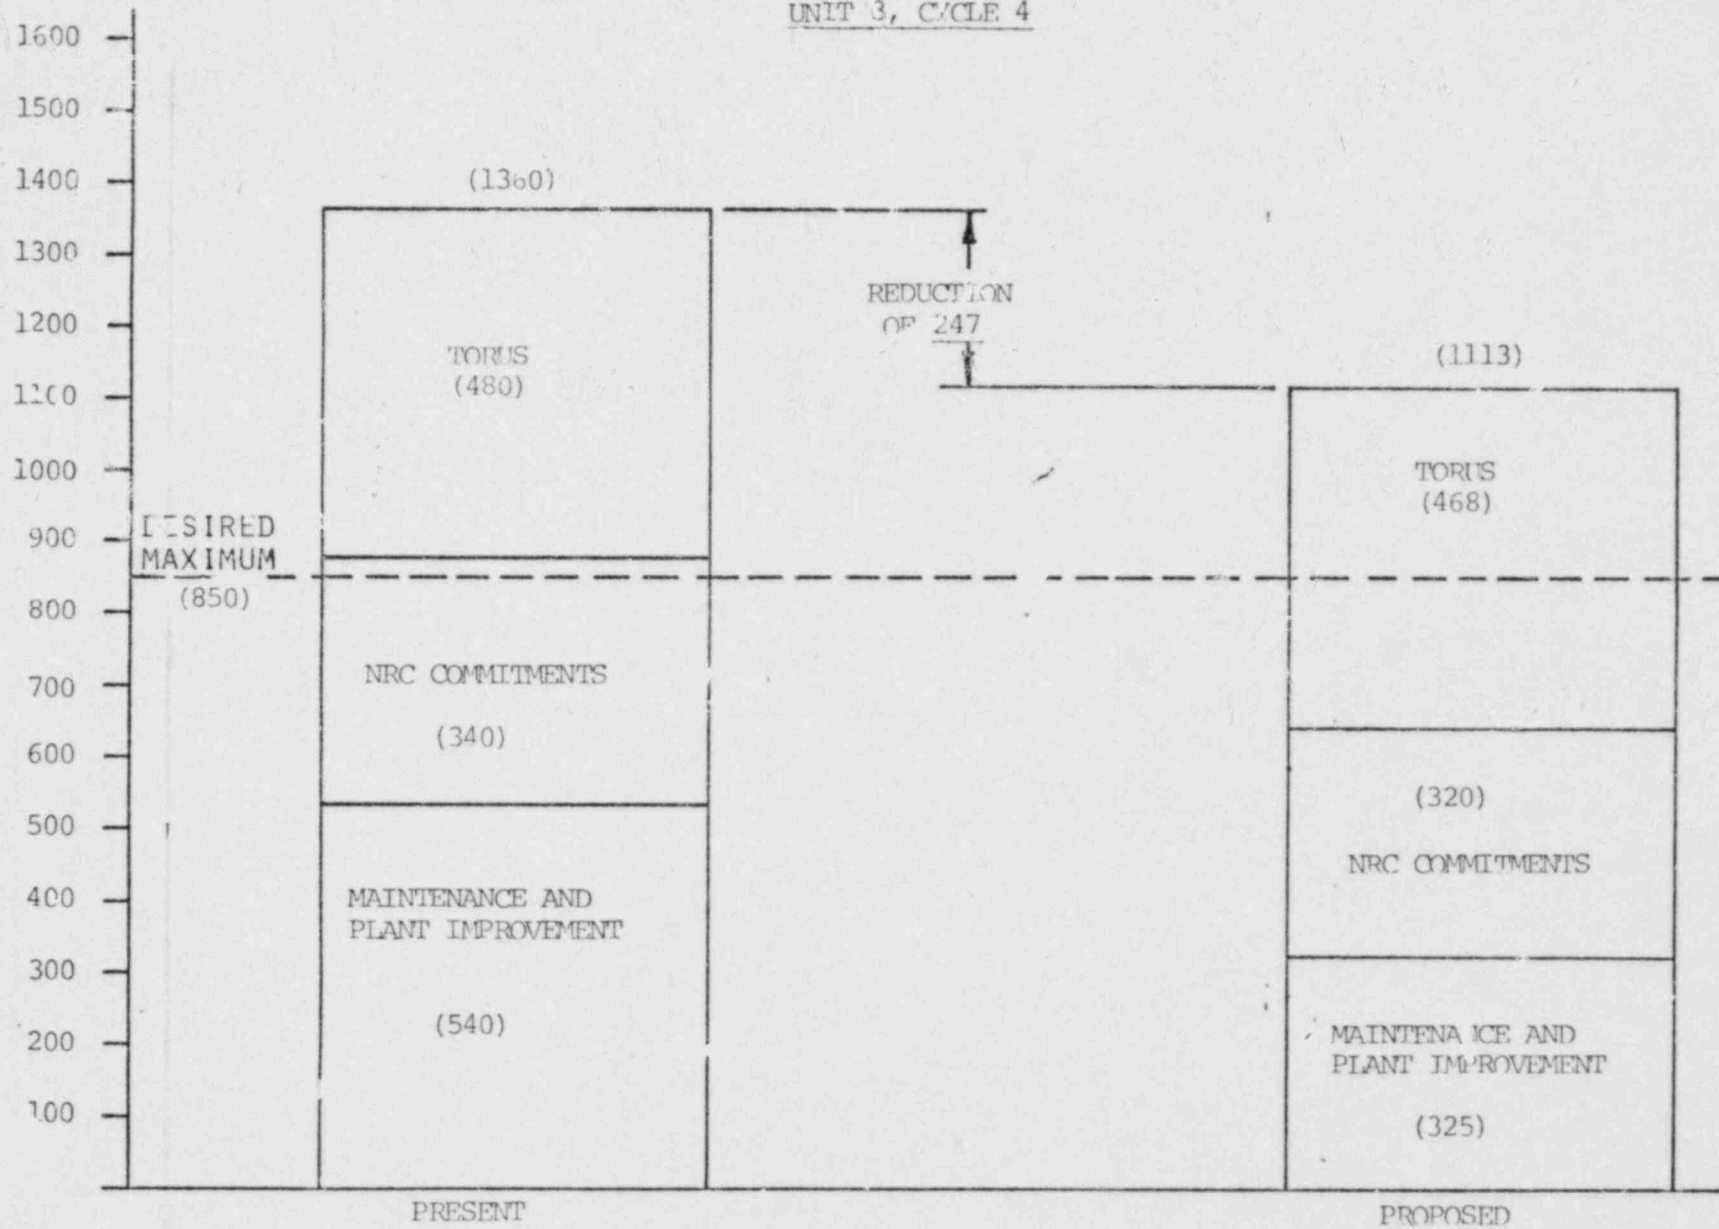 UNIT 3, CYCLE 4
1600
1500
1400
1300
1200
1100
1000
900
800
700
600
500
400
300
200
100
DESIRED
MAXIMUM
(850)
(1360)
TORUS
(480)
NRC COMMITMENTS
(340)
MAINTENANCE AND
PLANT IMPROVEMENT
(540)
PRESENT
REDUCTION
OF 247
(1113)
TORUS
(468)
(320)
NRC COMMITMENTS
MAINTENANCE AND
PLANT IMPROVEMENT
(325)
PROPOSED